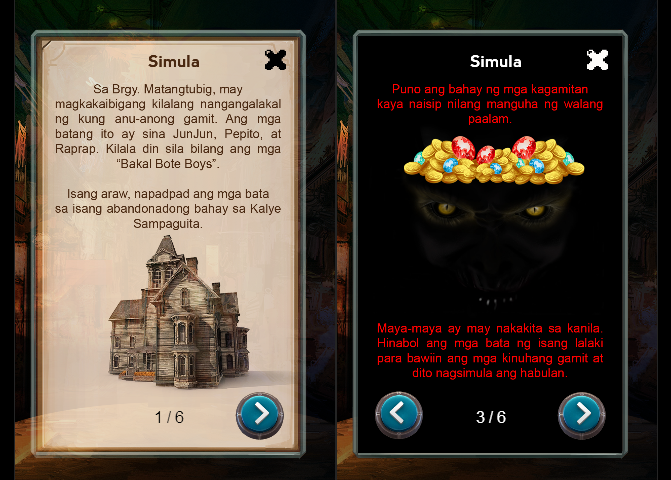 Simula
Sa Brgy. Matangtubig, may
magkakaibigang kilalang nangangalakal
ng kung anu-anong gamit. Ang mga
batang ito ay sina JunJun, Pepito, at
Raprap. Kilala din sila bilang ang mga
“Bakal Bote Boys”.
Isang araw, napadpad ang mga bata
sa isang abandonadong bahay sa Kalye
Sampaguita.
1 / 6
Simula
Puno ang bahay ng mga kagamitan
kaya naisip nilang manguha ng walang
paalam.
Maya-maya ay may nakakita sa kanila.
Hinabol ang mga bata ng isang lalaki
para bawiin ang mga kinuhang gamit at
dito nagsimula ang habulan.
3 / 6